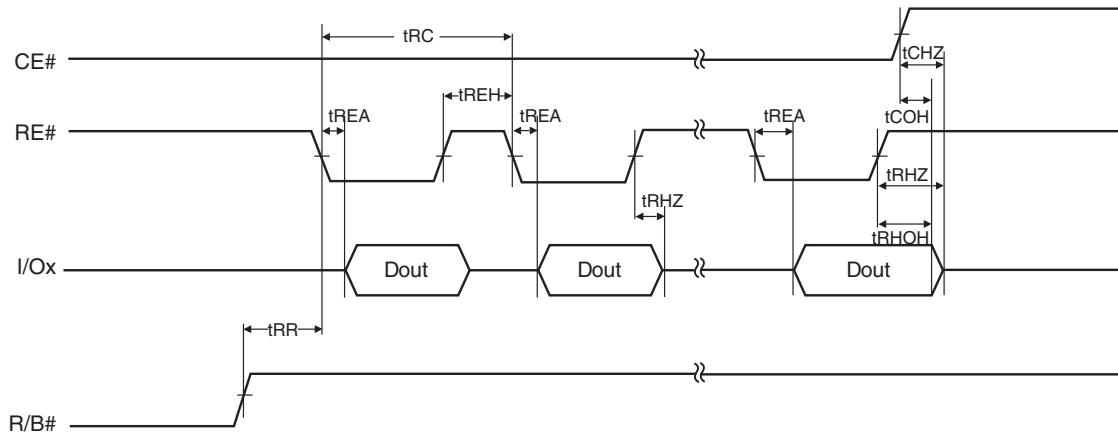 tRC
tCHZ
CE#
tREH
tREA
tREA
tREA
tCOH
RE#
tRHZ
tRHZ
tRHOH
I/Ox
Dout
Dout
Dout
tRR
R/B#